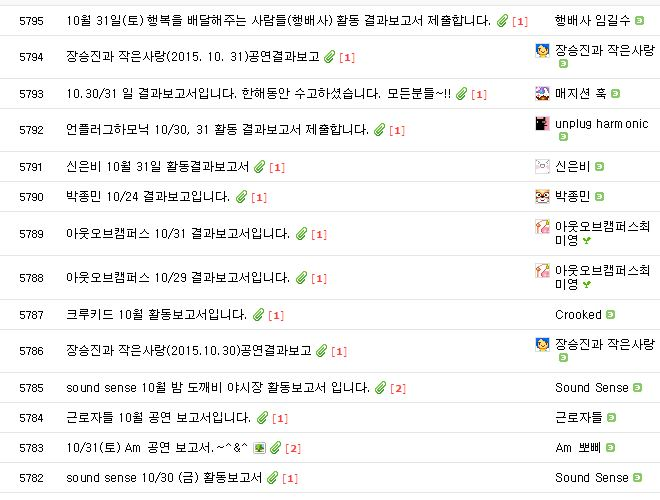 5795 10월 31일(토) 행복을 배달해주는 사람들(행배사) 활동 결과보고서 제출합니다. [1] 행배사 임길수
5794 장승진과 작은사랑(2015. 10. 31)공연결과보고 [1] 장승진과 작은사랑
5793 10.30/31 일 결과보고서입니다. 한해동안 수고하셨습니다. 모든분들~!! [1] 매지션 혹
5792 언플러그하모닉 10/30, 31 활동 결과보고서 제출합니다. [1] unplug harmonic
5791 신은비 10월 31일 활동결과보고서 [1] 신은비
5790 박종민 10/24 결과보고입니다. [1] 박종민
5789 아웃오브캠퍼스 10/31 결과보고서입니다. [1] 아웃오브캠퍼스최
미영
5788 아웃오브캠퍼스 10/29 결과보고서입니다. [1] 아웃오브캠퍼스최
미영
5787 크루키드 10월 활동보고서입니다. [1] Crooked
5786 장승진과 작은사랑(2015.10.30)공연결과보고 [1] 장승진과 작은사랑
5785 sound sense 10월 밤 도깨비 야시장 활동보고서 입니다. [2] Sound Sense
5784 근로자들 10월 공연 보고서입니다. [1] 근로자들
5783 10/31(토) Am 공연 보고서.~^&^ [2] Am 뽀삐
5782 sound sense 10/30 (금) 활동보고서 [1] Sound Sense